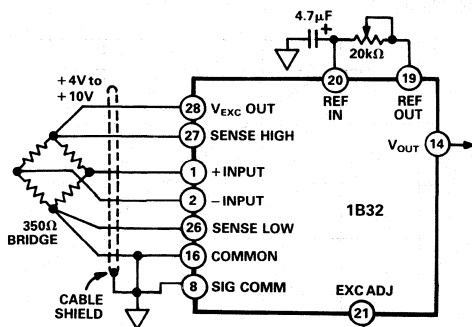 4.7µF
+
20kΩ
+4V to
+10V
20
19
REF
IN
REF
OUT
28
VEXC OUT
27
SENSE HIGH
1
+INPUT
2
−INPUT
26
SENSE LOW
16
COMMON
8
SIG COMM
14
VOUT
1B32
350Ω
BRIDGE
CABLE
SHIELD
EXC ADJ
21